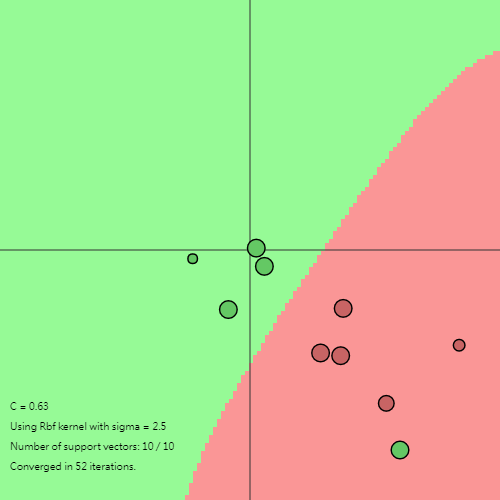 C = 0.63
Using Rbf kernel with sigma = 2.5
Number of support vectors: 10 / 10
Converged in 52 iterations.